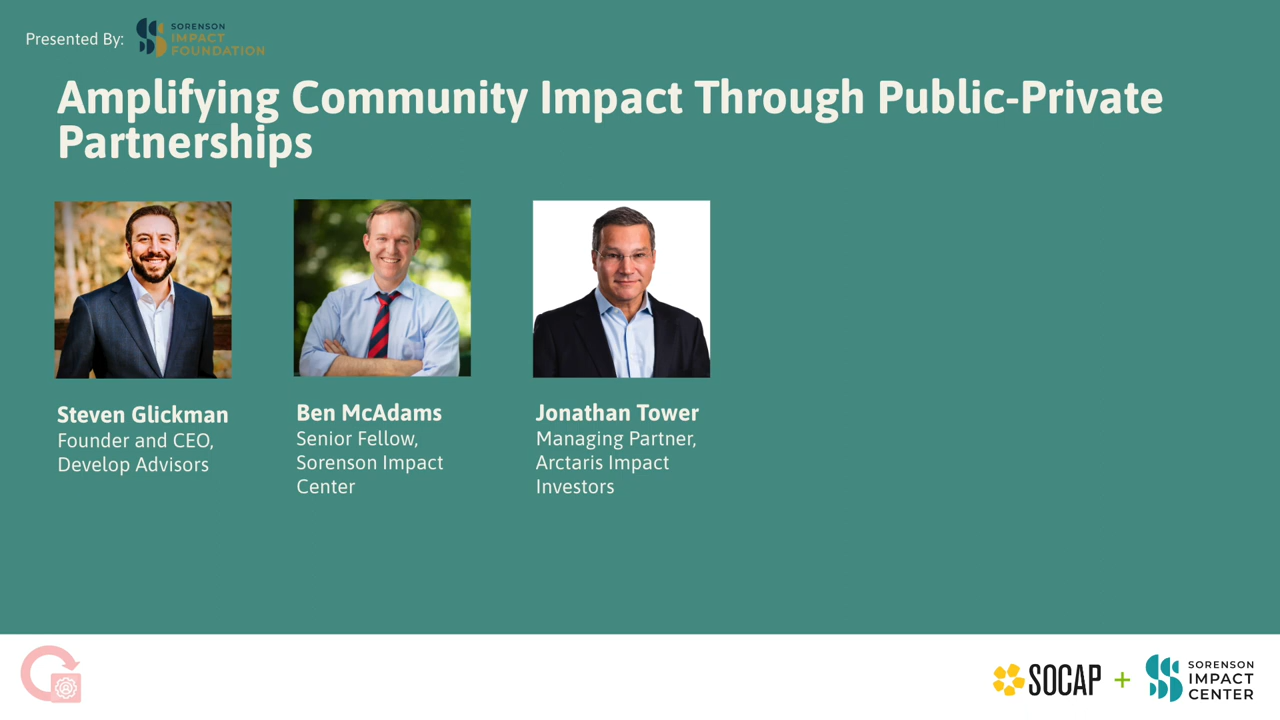 Presented By:
SORENSON
IMPACT
FOUNDATION
Amplifying Community Impact Through Public-Private
Partnerships
Steven Glickman
Founder and CEO,
Develop Advisors
Ben McAdams
Senior Fellow,
Sorenson Impact
Center
Jonathan Tower
Managing Partner,
Arctaris Impact
Investors
SOCAP +
SORENSON
IMPACT
CENTER